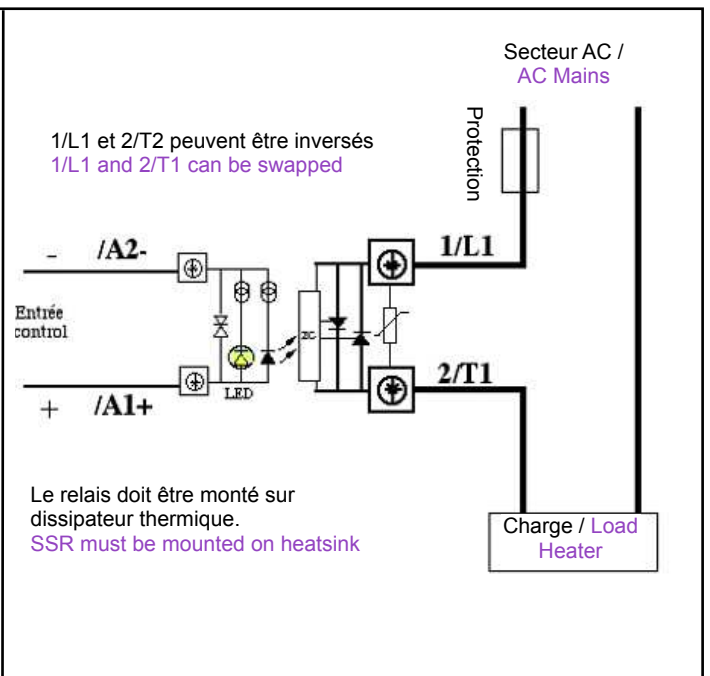 Secteur AC /
AC Mains
Protection
1/L1 et 2/T2 peuvent être inversés
1/L1 and 2/T1 can be swapped
- /A2-
1/L1
Entrée
control
ZC
LED
+ /A1+
2/T1
Le relais doit être monté sur
dissipateur thermique.
SSR must be mounted on heatsink
Charge / Load
Heater